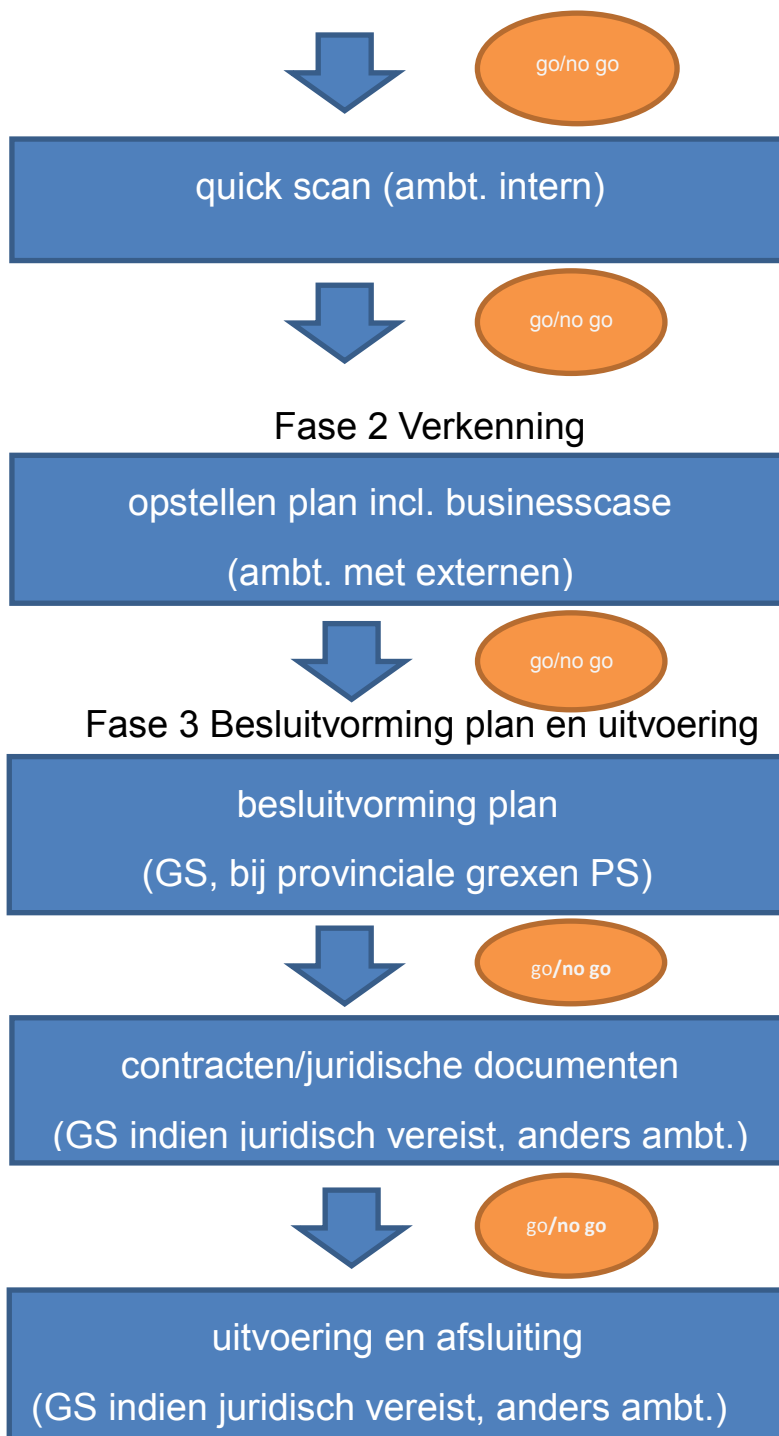 go/no go
quick scan (ambt. intern)
go/no go
Fase 2 Verkenning
opstellen plan incl. businesscase
(ambt. met externen)
go/no go
Fase 3 Besluitvorming plan en uitvoering
besluitvorming plan
(GS, bij provinciale grexen PS)
go/no go
contracten/juridische documenten
(GS indien juridisch vereist, anders ambt.)
go/no go
uitvoering en afsluiting
(GS indien juridisch vereist, anders ambt.)